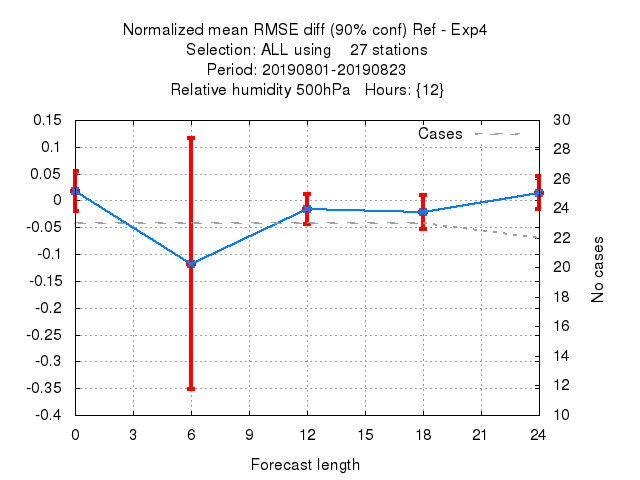 Normalized mean RMSE diff (90% conf) Ref - Exp4
Selection: ALL using    27 stations
Period: 20190801-20190823
Relative humidity 500hPa   Hours: {12}
Cases
0.15
0.1
0.05
0
-0.05
-0.1
-0.15
-0.2
-0.25
-0.3
-0.35
-0.4
30
28
26
24
22
20
18
16
14
12
10
No cases
0 3 6 9 12 15 18 21 24
Forecast length